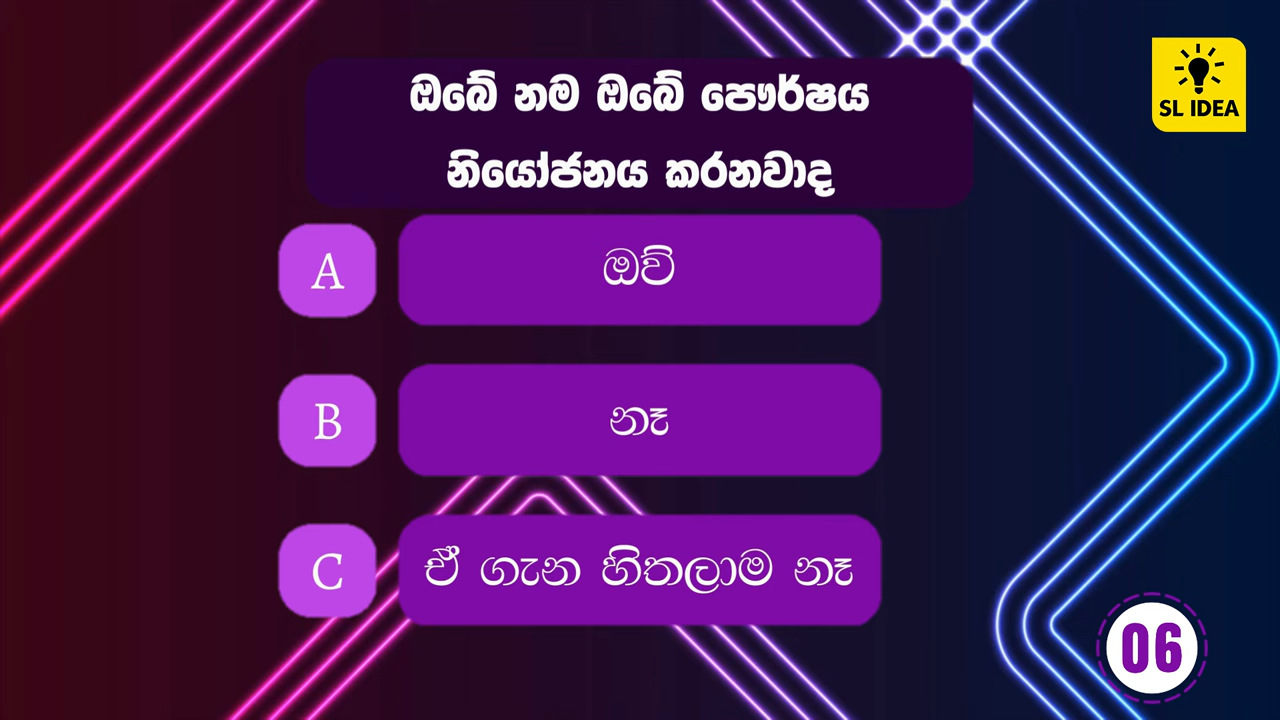 SL IDEA
ඔබේ නම ඔබේ පෞර්ෂය
නියෝජනය කරනවාද
A ඔව්
B නෑ
C ඒ ගැන හිතලාම නෑ
06